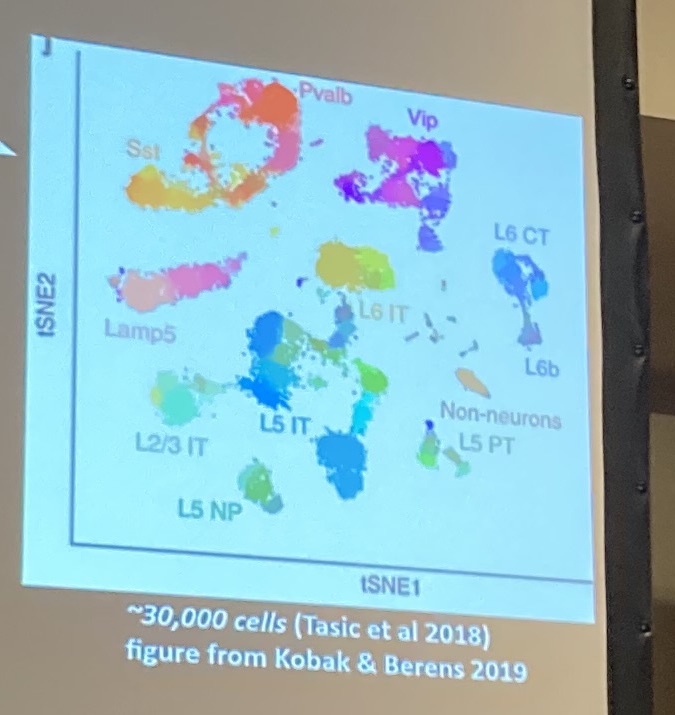 J
Pvalb
Vip
Sst
L6 CT
Lamp5
L6 IT
L6b
Non-neurons
L5 IT
L2/3 IT
L5 PT
L5 NP
tSNE2
tSNE1
~30,000 cells (Tasic et al 2018)
figure from Kobak & Berens 2019